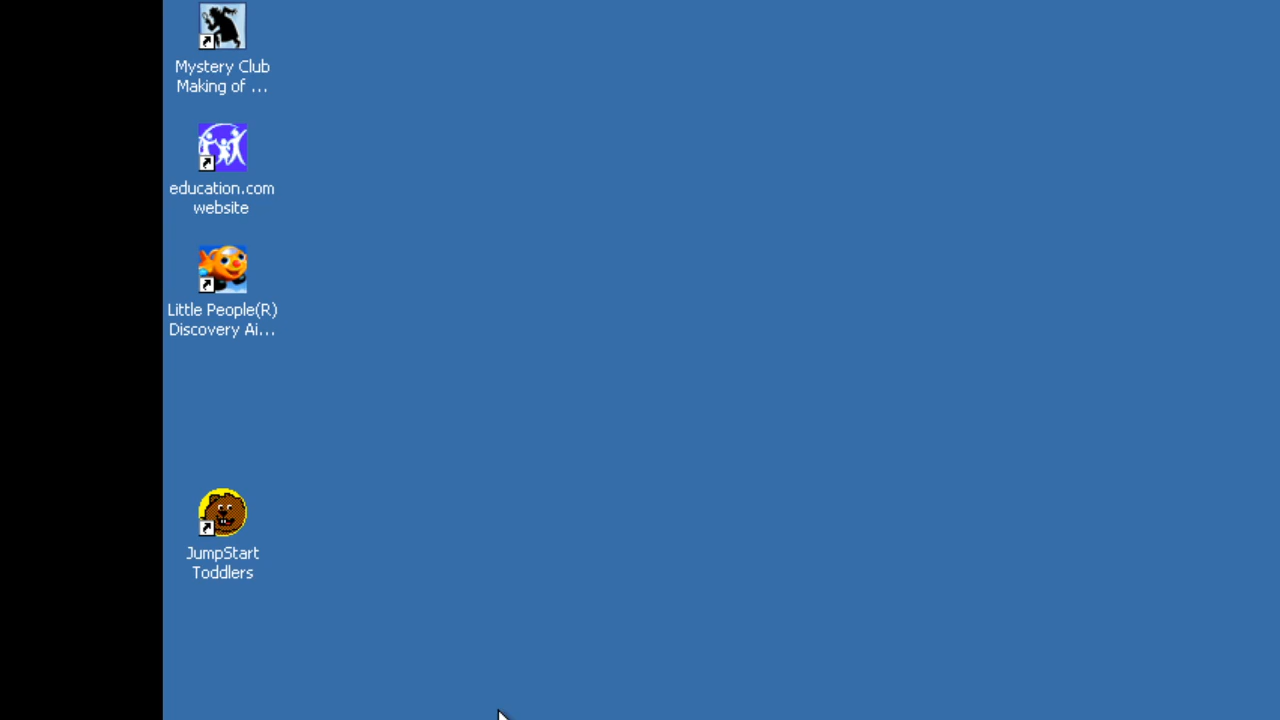 Mystery Club
Making of ...
education.com
website
Little People(R)
Discovery Ai...
JumpStart
Toddlers